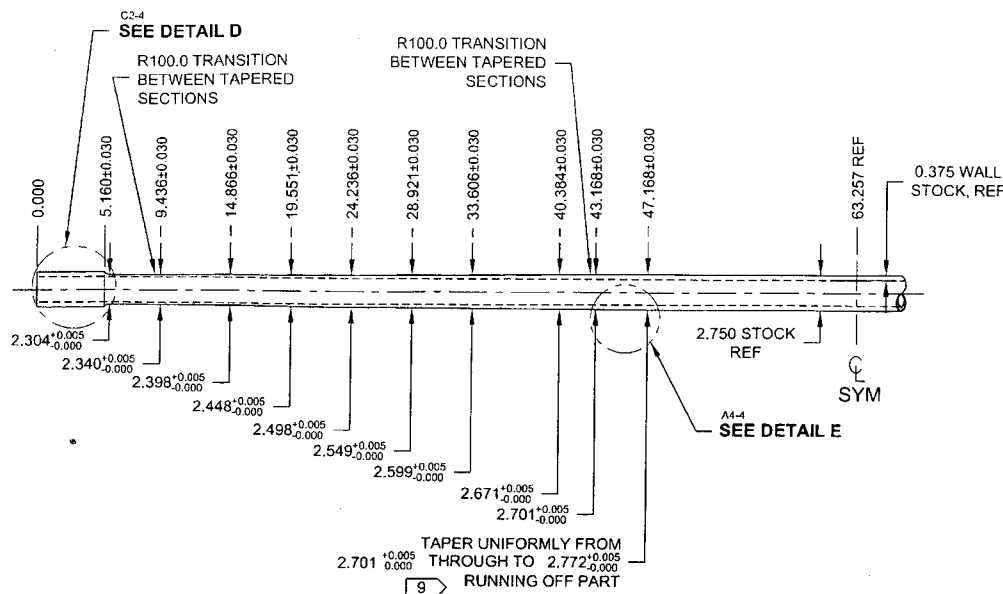 C2-4
SEE DETAIL D
R100.0 TRANSITION
BETWEEN TAPERED
SECTIONS
R100.0 TRANSITION
BETWEEN TAPERED
SECTIONS
0.000
5.160±0.030
9.436±0.030
14.866±0.030
19.551±0.030
24.236±0.030
28.921±0.030
33.606±0.030
40.384±0.030
43.168±0.030
47.168±0.030
63.257 REF
0.375 WALL
STOCK, REF
2.304 +0.005 -0.000
2.340 +0.005 -0.000
2.398 +0.005 -0.000
2.448 +0.005 -0.000
2.498 +0.005 -0.000
2.549 +0.005 -0.000
2.599 +0.005 -0.000
2.671 +0.005 -0.000
2.701 +0.005 -0.000
2.750 STOCK
REF
℄
SYM
A4-4
SEE DETAIL E
TAPER UNIFORMLY FROM
2.701 +0.005 0.000 THROUGH TO 2.772 +0.005 -0.000
RUNNING OFF PART
9